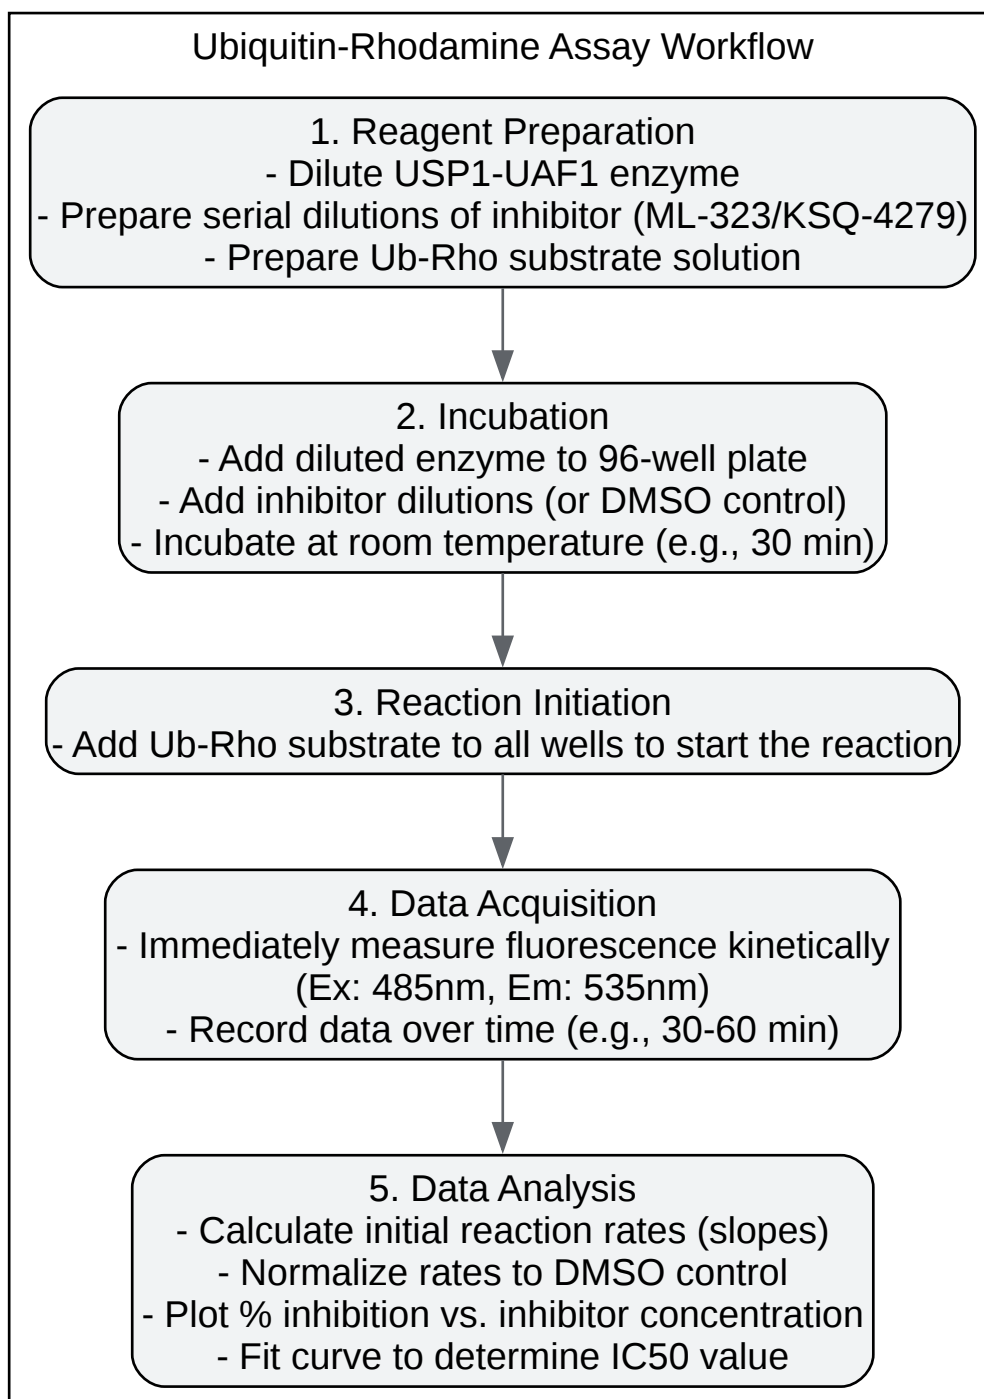 Ubiquitin-Rhodamine Assay Workflow
1. Reagent Preparation
- Dilute USP1-UAF1 enzyme
- Prepare serial dilutions of inhibitor (ML-323/KSQ-4279)
- Prepare Ub-Rho substrate solution
2. Incubation
- Add diluted enzyme to 96-well plate
- Add inhibitor dilutions (or DMSO control)
- Incubate at room temperature (e.g., 30 min)
3. Reaction Initiation
- Add Ub-Rho substrate to all wells to start the reaction
4. Data Acquisition
- Immediately measure fluorescence kinetically
(Ex: 485nm, Em: 535nm)
- Record data over time (e.g., 30-60 min)
5. Data Analysis
- Calculate initial reaction rates (slopes)
- Normalize rates to DMSO control
- Plot % inhibition vs. inhibitor concentration
- Fit curve to determine IC50 value